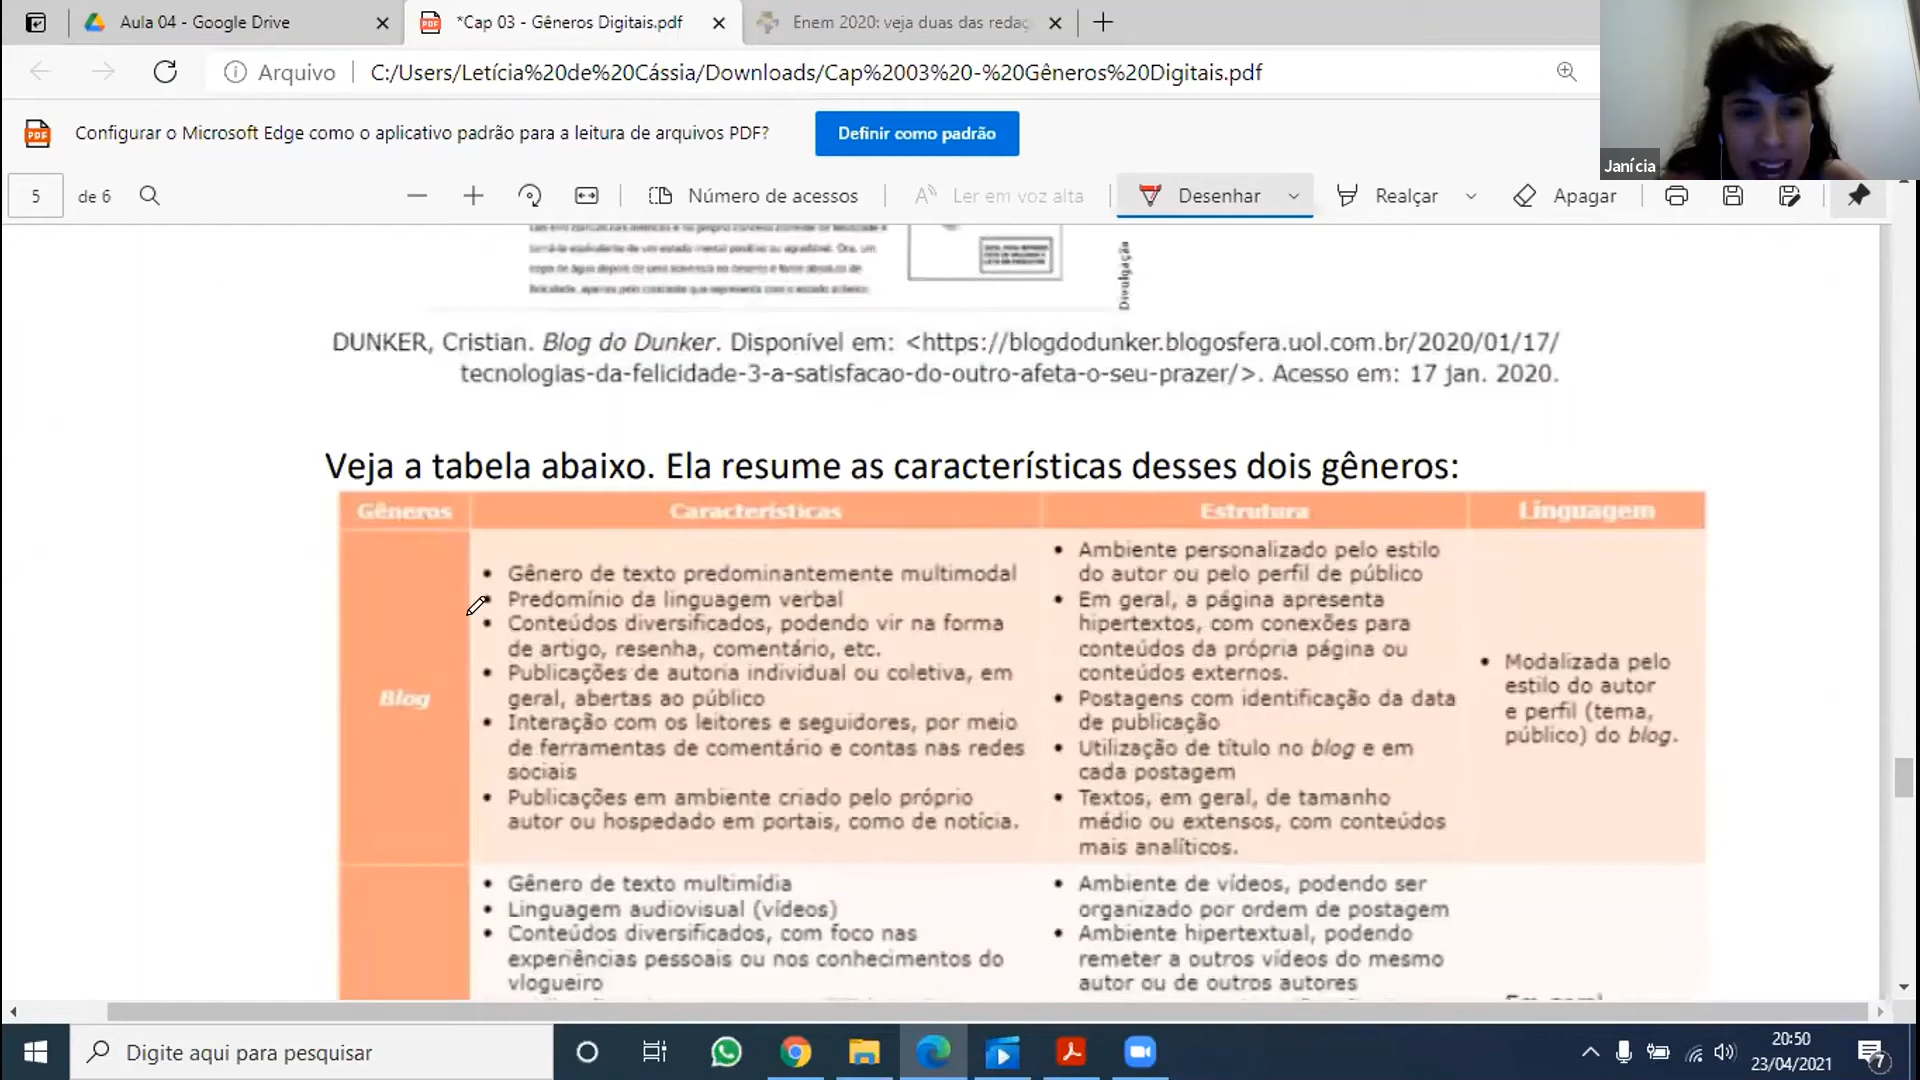 Aula 04 - Google Drive
*Cap 03 - Gêneros Digitais.pdf
Enem 2020: veja duas das redaç
Arquivo
C:/Users/Letícia%20de%20Cássia/Downloads/Cap%2003%20-%20Gêneros%20Digitais.pdf
Janícia
Configurar o Microsoft Edge como o aplicativo padrão para a leitura de arquivos PDF?
Definir como padrão
5
de 6
Número de acessos
Ler em voz alta
Desenhar
Realçar
Apagar
torná-la equivalente de um estado mental positivo ou agradável. Ora, um
Divulgação
DUNKER, Cristian. Blog do Dunker. Disponível em: <https://blogdodunker.blogosfera.uol.com.br/2020/01/17/
tecnologias-da-felicidade-3-a-satisfacao-do-outro-afeta-o-seu-prazer/>. Acesso em: 17 jan. 2020.
Veja a tabela abaixo. Ela resume as características desses dois gêneros:
Gêneros
Características
Estrutura
Linguagem
Blog
• Gênero de texto predominantemente multimodal
• Predomínio da linguagem verbal
• Conteúdos diversificados, podendo vir na forma
de artigo, resenha, comentário, etc.
• Publicações de autoria individual ou coletiva, em
geral, abertas ao público
• Interação com os leitores e seguidores, por meio
de ferramentas de comentário e contas nas redes
sociais
• Publicações em ambiente criado pelo próprio
autor ou hospedado em portais, como de notícia.
• Ambiente personalizado pelo estilo
do autor ou pelo perfil de público
• Em geral, a página apresenta
hipertextos, com conexões para
conteúdos da própria página ou
conteúdos externos.
• Postagens com identificação da data
de publicação
• Utilização de título no blog e em
cada postagem
• Textos, em geral, de tamanho
médio ou extensos, com conteúdos
mais analíticos.
• Modalizada pelo
estilo do autor
e perfil (tema,
público) do blog.
• Gênero de texto multimídia
• Linguagem audiovisual (vídeos)
• Conteúdos diversificados, com foco nas
experiências pessoais ou nos conhecimentos do
vlogueiro
• Ambiente de vídeos, podendo ser
organizado por ordem de postagem
• Ambiente hipertextual, podendo
remeter a outros vídeos do mesmo
autor ou de outros autores
Digite aqui para pesquisar
20:50
23/04/2021
7